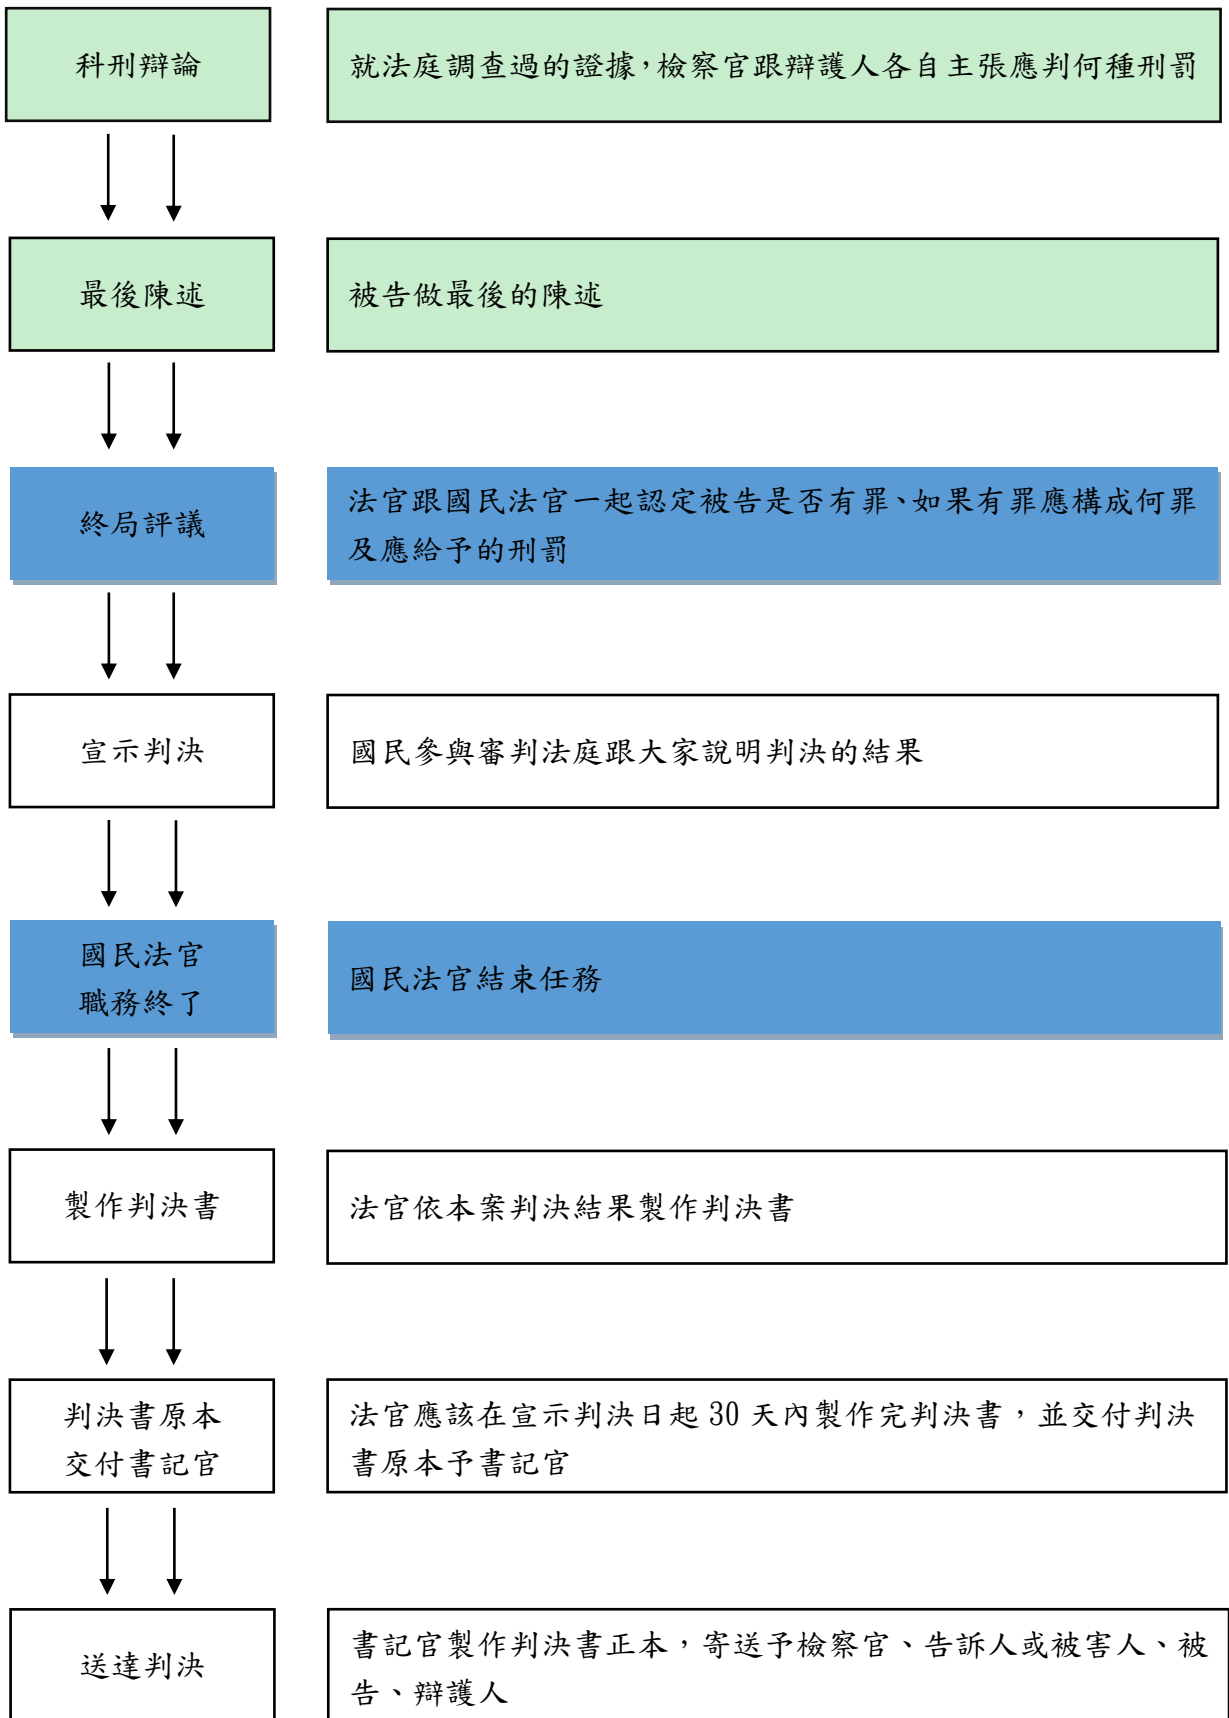 科刑辯論
就法庭調查過的證據，檢察官跟辯護人各自主張應判何種刑罰
最後陳述
被告做最後的陳述
終局評議
法官跟國民法官一起認定被告是否有罪、如果有罪應構成何罪
及應給予的刑罰
宣示判決
國民參與審判法庭跟大家說明判決的結果
國民法官
職務終了
國民法官結束任務
製作判決書
法官依本案判決結果製作判決書
判決書原本
交付書記官
法官應該在宣示判決日起 30 天內製作完判決書，並交付判決
書原本予書記官
送達判決
書記官製作判決書正本，寄送予檢察官、告訴人或被害人、被
告、辯護人